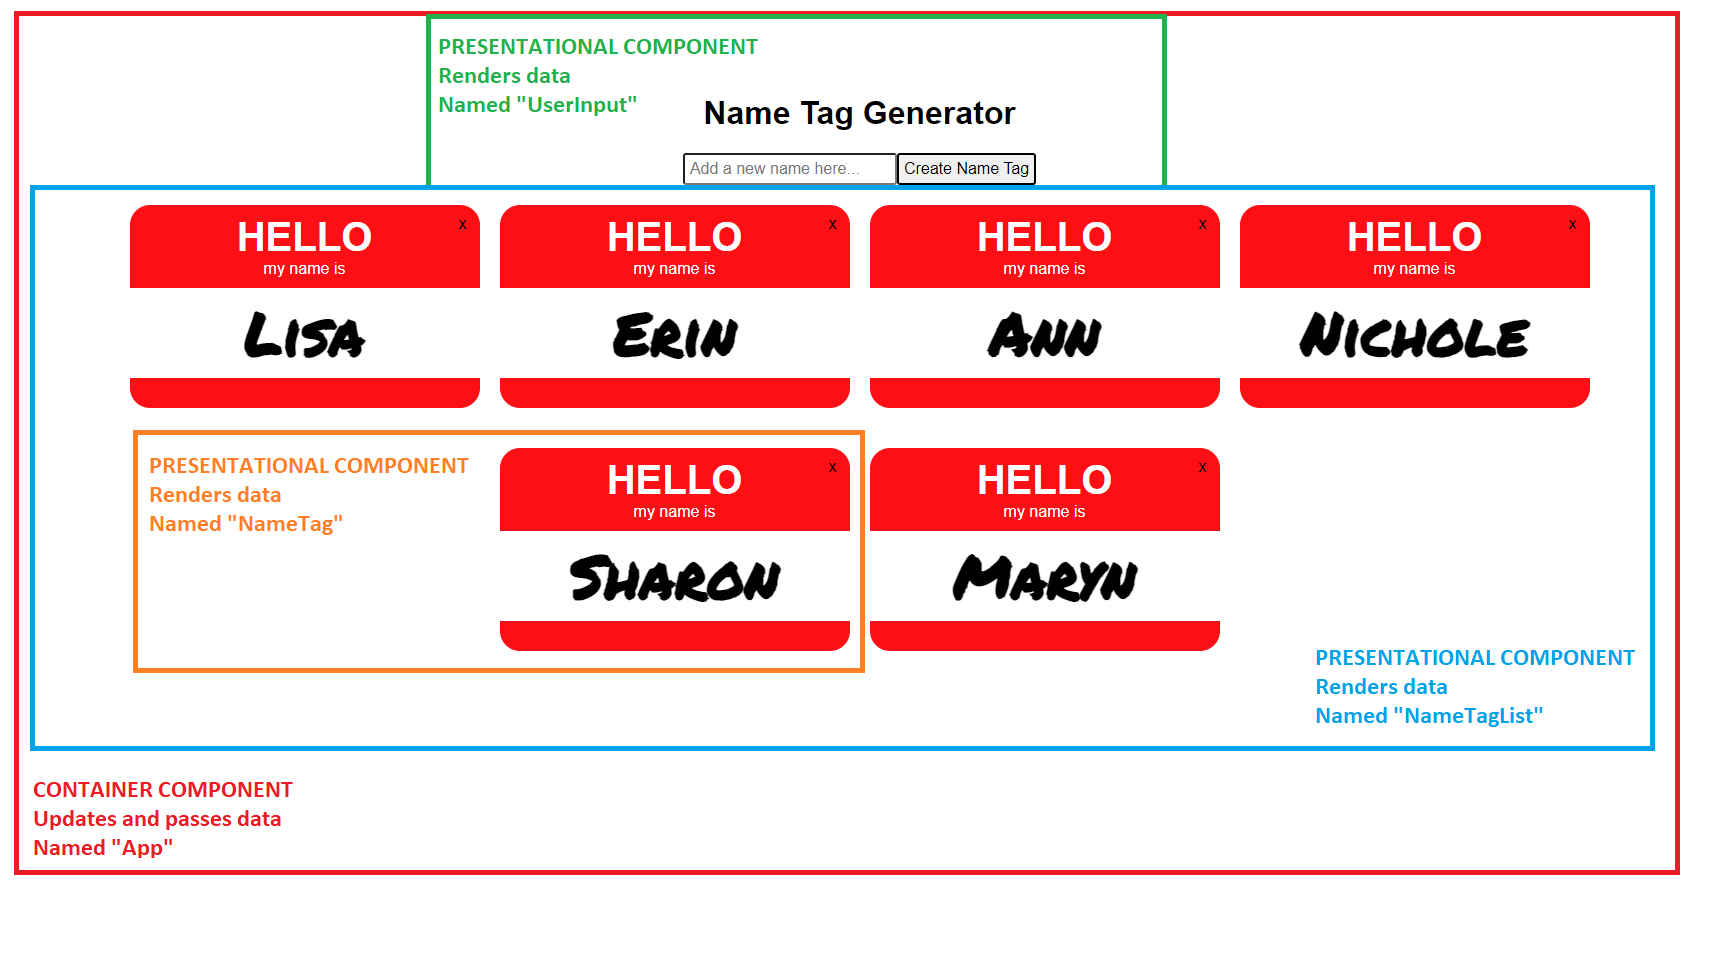 PRESENTATIONAL COMPONENT
Renders data
Named "UserInput"
Name Tag Generator
Add a new name here... Create Name Tag
HELLO x
my name is
Lisa
HELLO x
my name is
Erin
HELLO x
my name is
Ann
HELLO x
my name is
Nichole
PRESENTATIONAL COMPONENT
Renders data
Named "NameTag"
HELLO x
my name is
Sharon
HELLO x
my name is
Maryn
PRESENTATIONAL COMPONENT
Renders data
Named "NameTagList"
CONTAINER COMPONENT
Updates and passes data
Named "App"